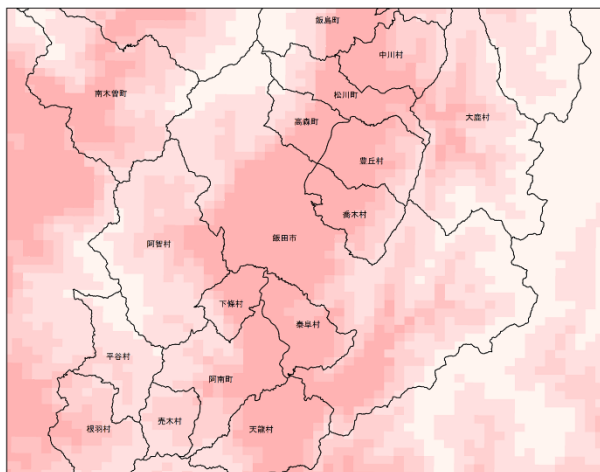 飯島町
中川村
南木曽町
松川町
高森町
大鹿村
豊丘村
喬木村
阿智村
飯田市
下條村
泰阜村
平谷村
阿南町
売木村
根羽村
天龍村